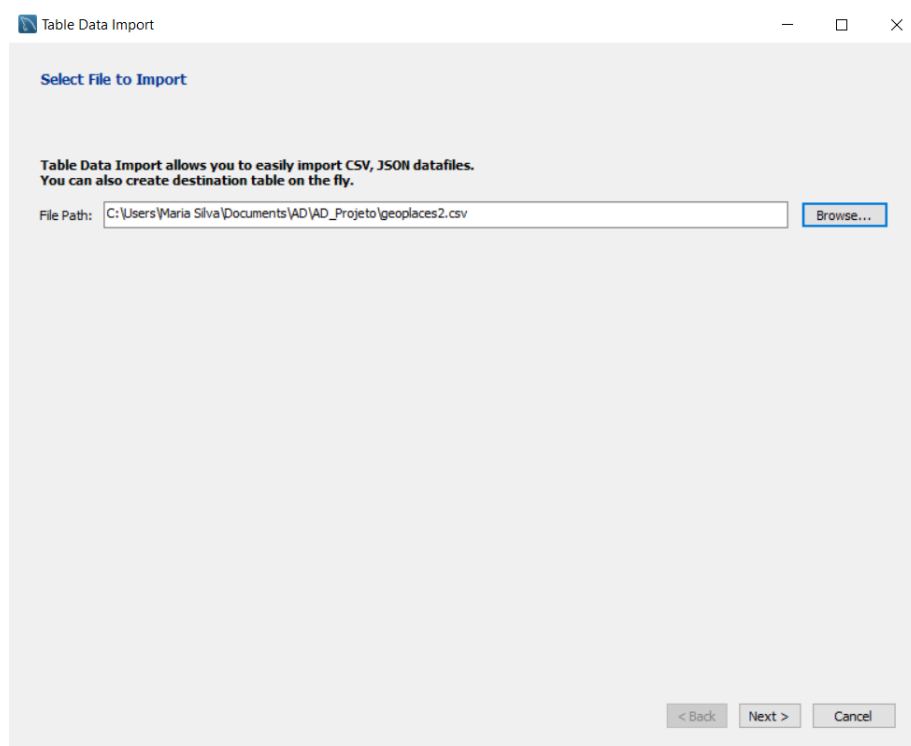 Table Data Import
Select File to Import
Table Data Import allows you to easily import CSV, JSON datafiles.
You can also create destination table on the fly.
File Path: C:\Users\Maria Silva\Documents\AD\AD_Projeto\geoplaces2.csv Browse...
< Back Next > Cancel